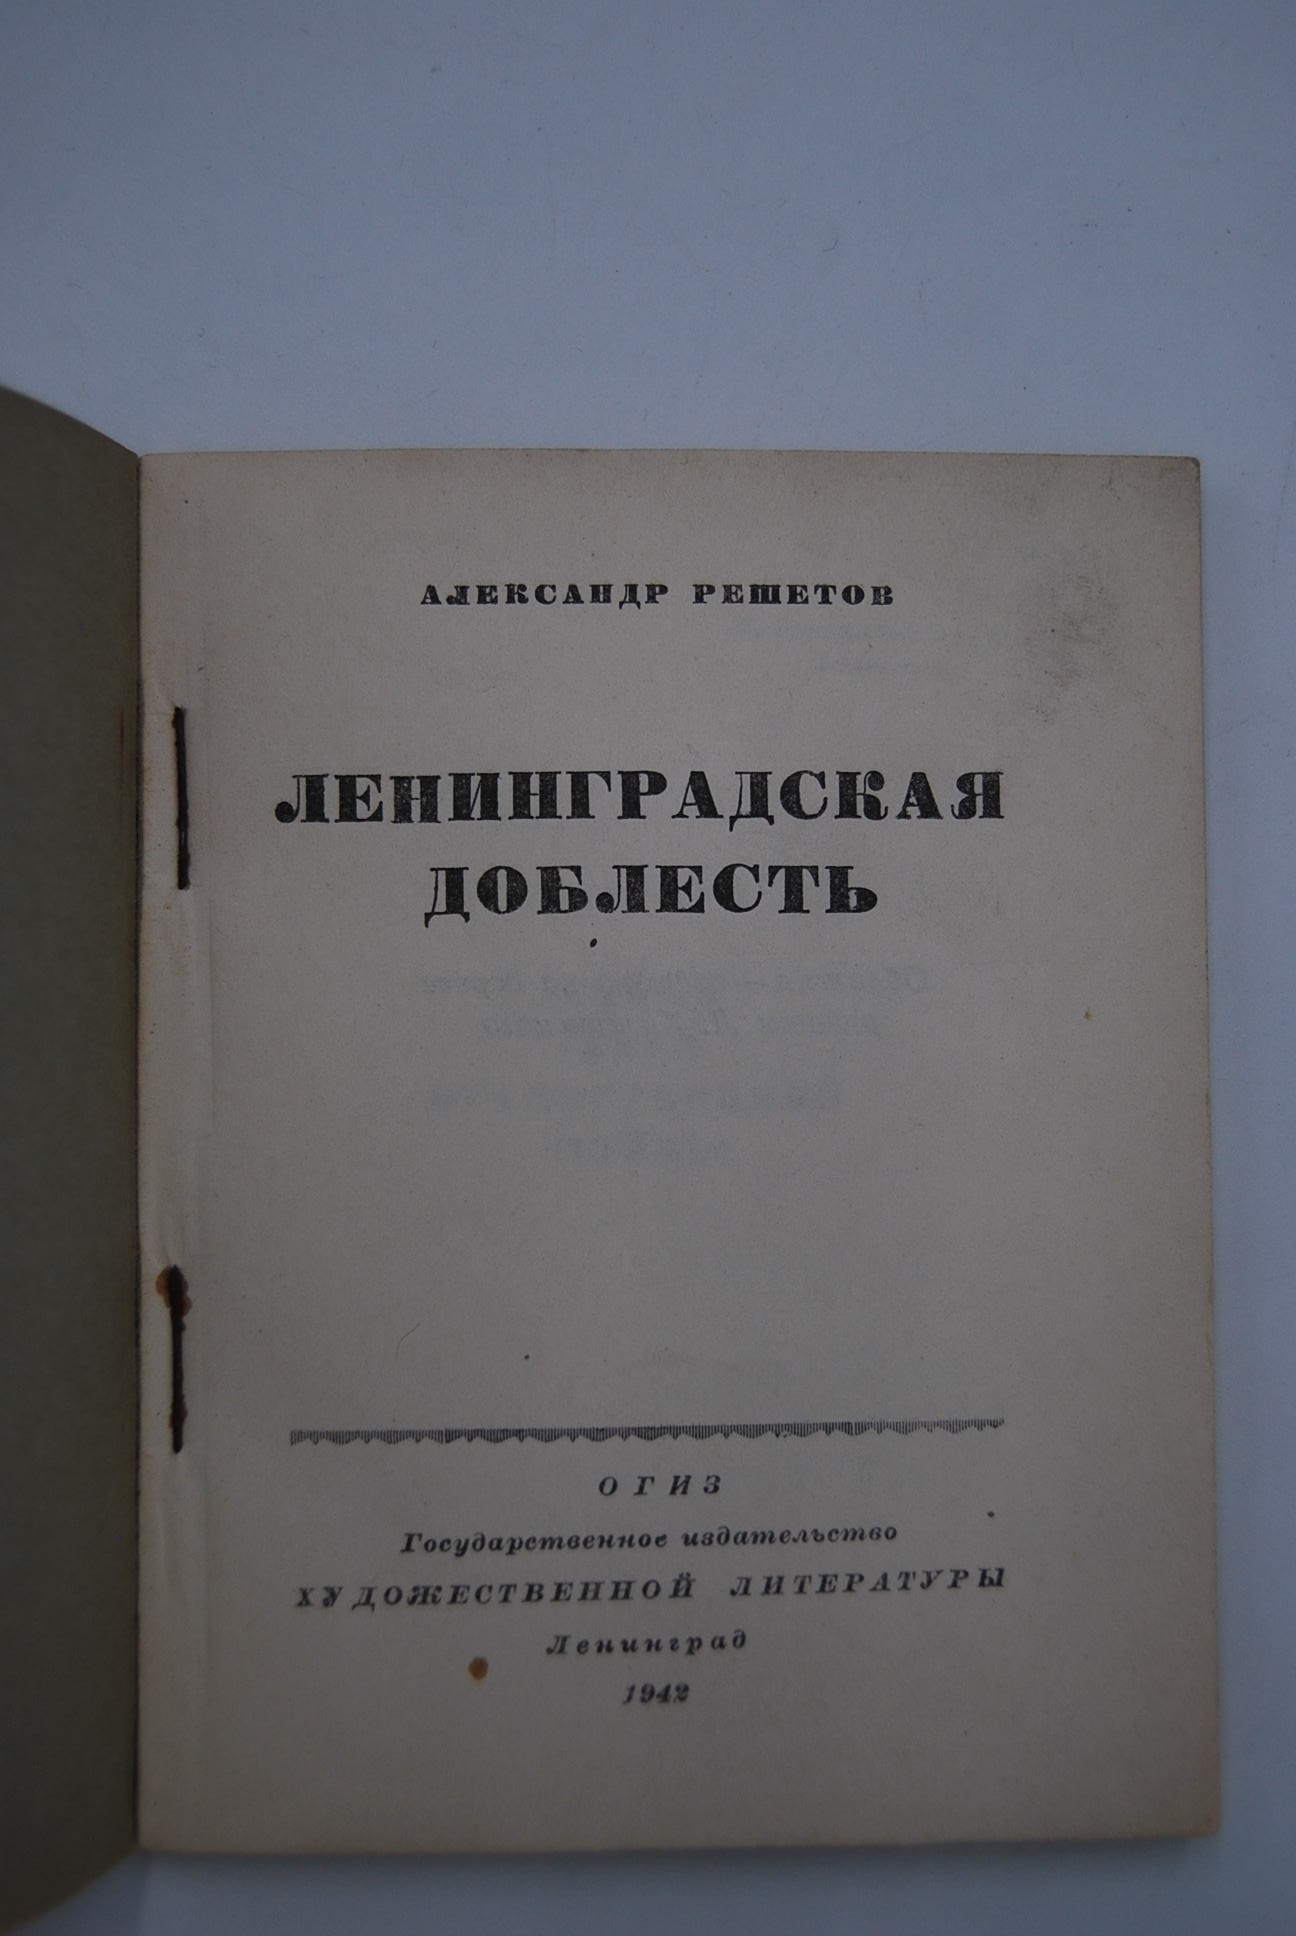 АЛЕКСАНДР РЕШЕТОВ
ЛЕНИНГРАДСКАЯ
ДОБЛЕСТЬ
ОГИЗ
Государственное издательство
ХУДОЖЕСТВЕННОЙ ЛИТЕРАТУРЫ
Ленинград
1942